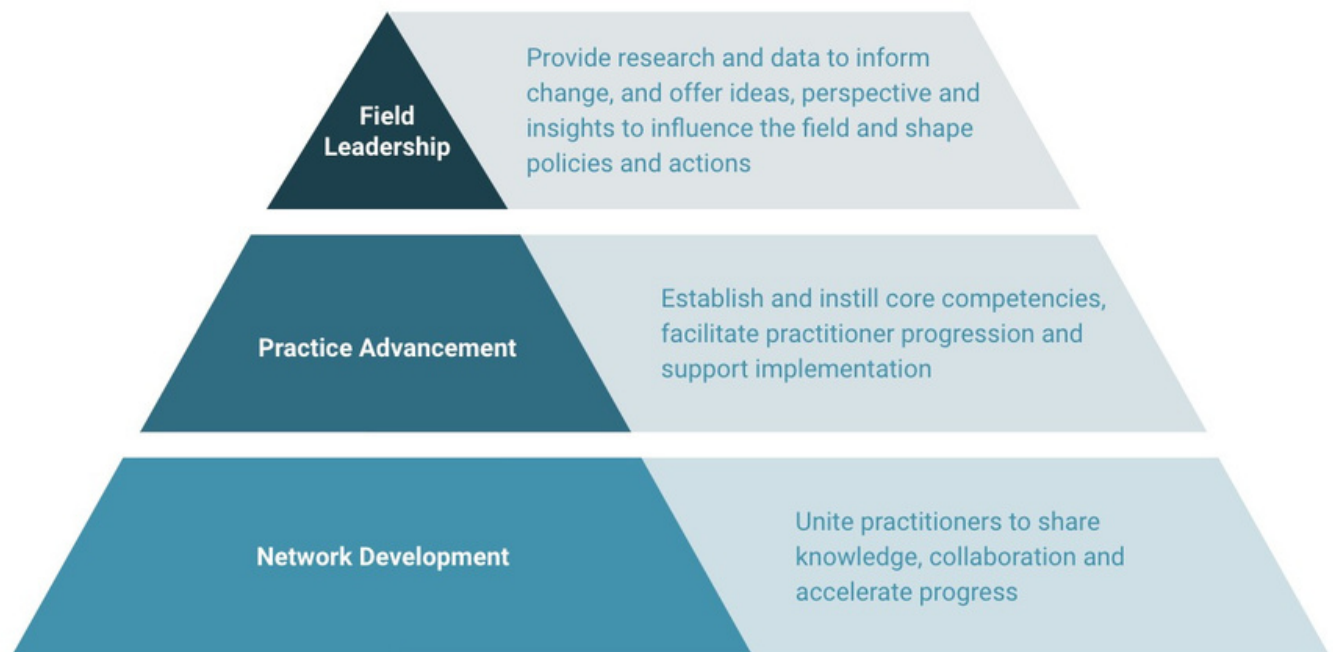 Field
Leadership
Provide research and data to inform
change, and offer ideas, perspective and
insights to influence the field and shape
policies and actions
Practice Advancement
Establish and instill core competencies,
facilitate practitioner progression and
support implementation
Network Development
Unite practitioners to share
knowledge, collaboration and
accelerate progress